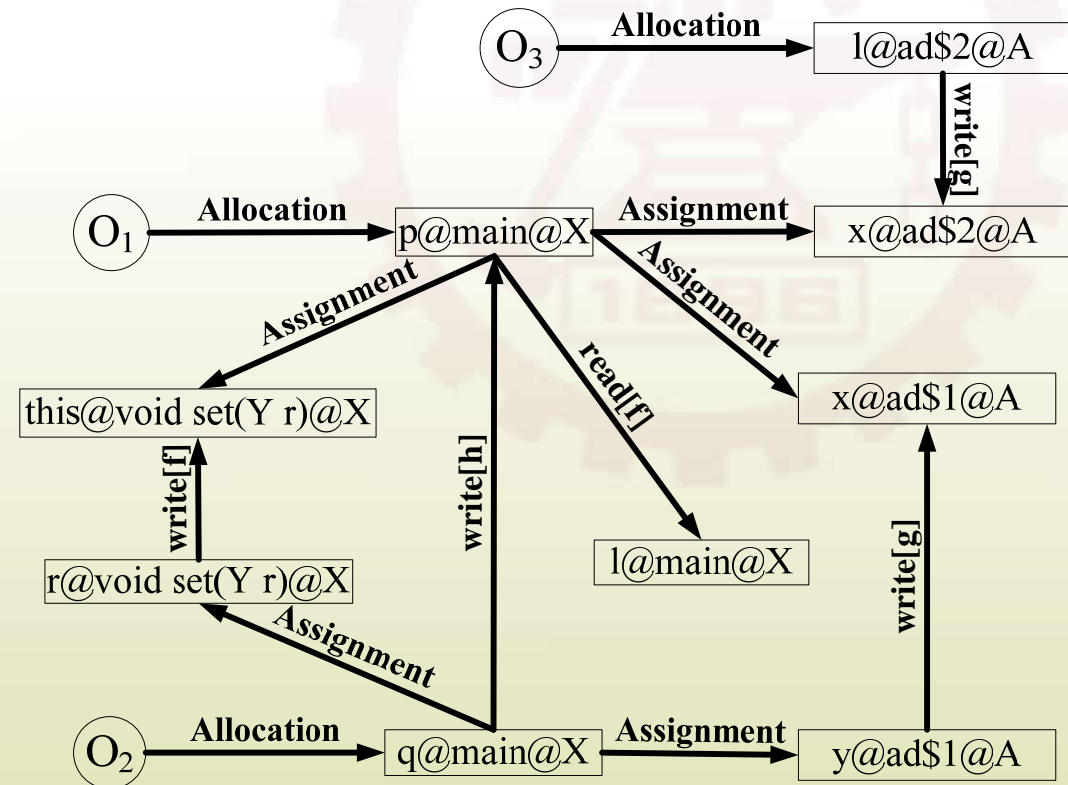 O3
Allocation
l@ad$2@A
write[g]
O1
Allocation
p@main@X
Assignment
x@ad$2@A
Assignment
Assignment
1896
read[f]
this@void set(Y r)@X
x@ad$1@A
write[f]
write[h]
write[g]
l@main@X
r@void set(Y r)@X
Assignment
O2
Allocation
q@main@X
Assignment
y@ad$1@A